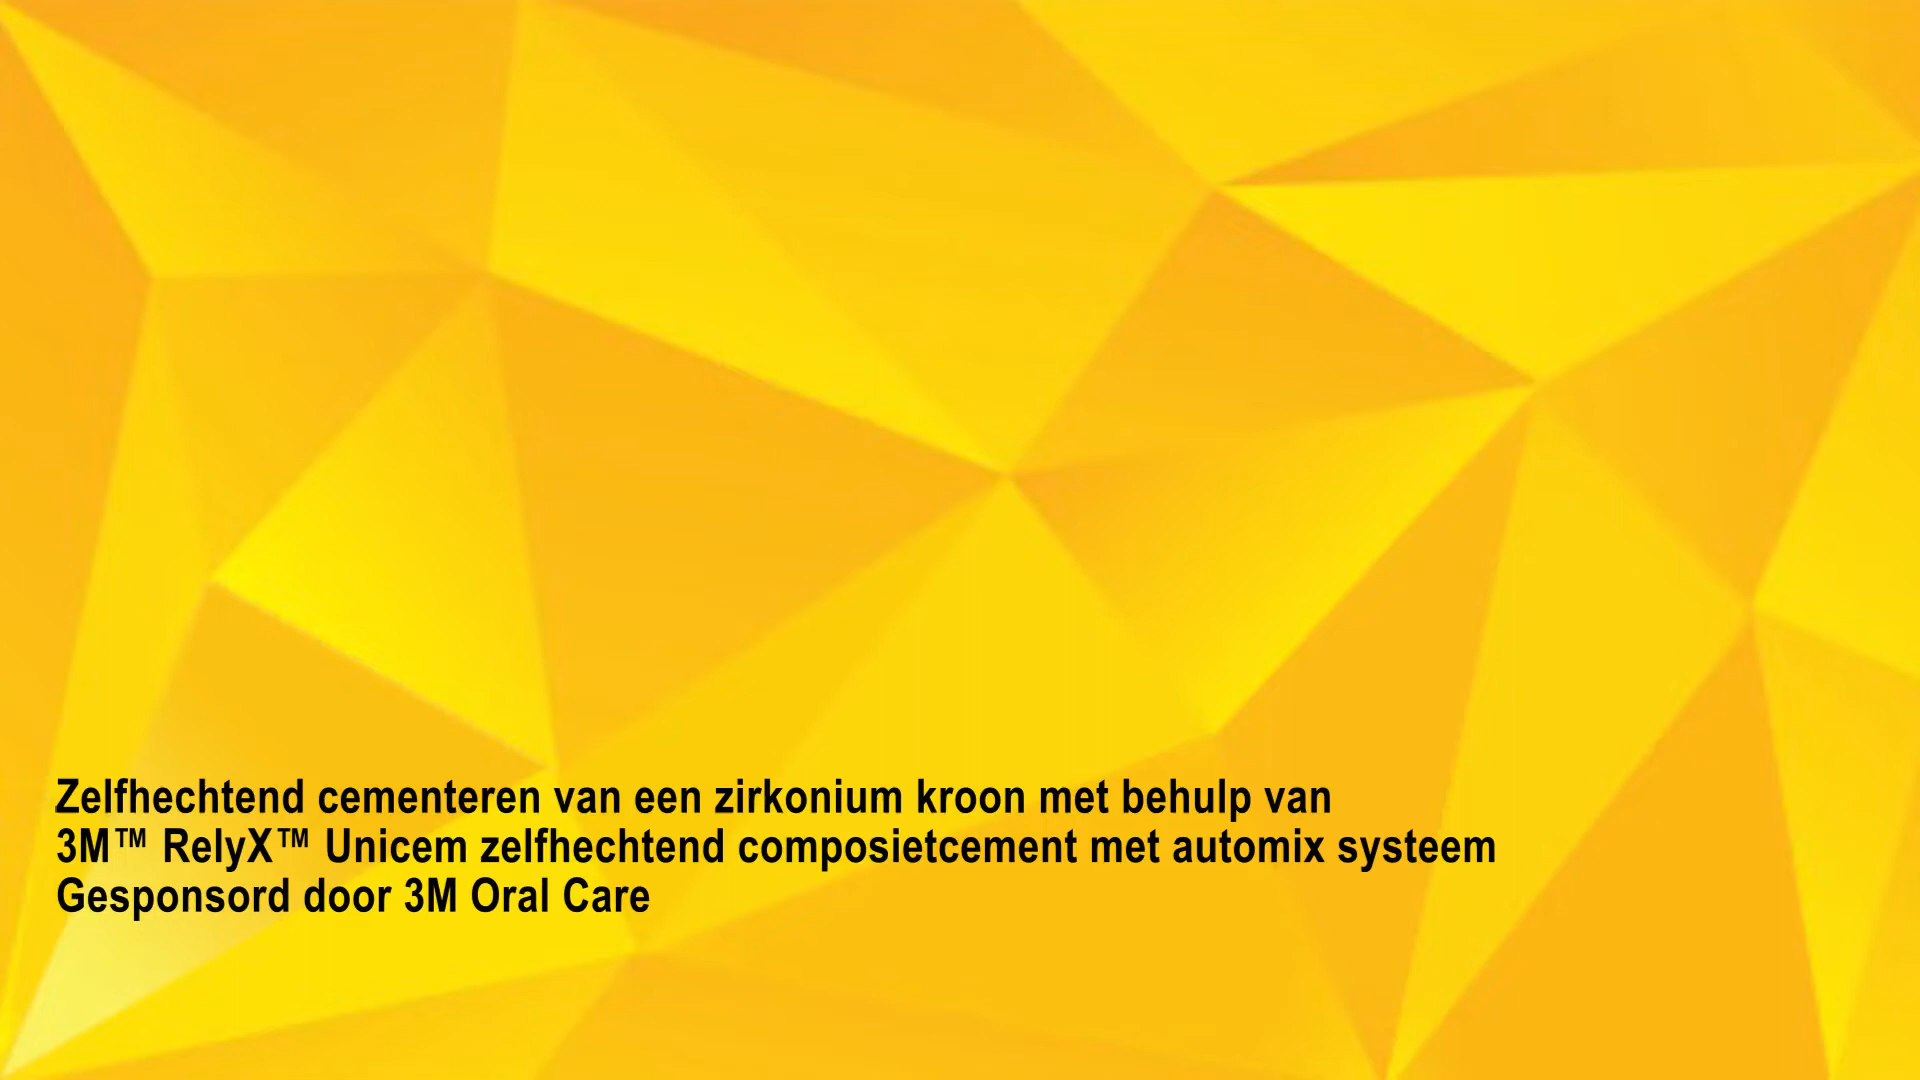 Zelfhechtend cementeren van een zirkonium kroon met behulp van
3M™ RelyX™ Unicem zelfhechtend composietcement met automix systeem
Gesponsord door 3M Oral Care